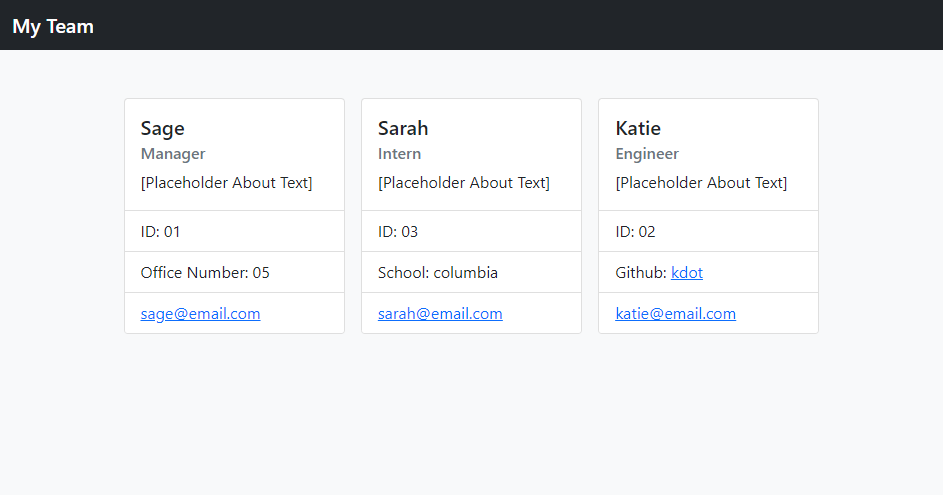 My Team
Sage
Manager
[Placeholder About Text]
ID: 01
Office Number: 05
sage@email.com
Sarah
Intern
[Placeholder About Text]
ID: 03
School: columbia
sarah@email.com
Katie
Engineer
[Placeholder About Text]
ID: 02
Github: kdot
katie@email.com